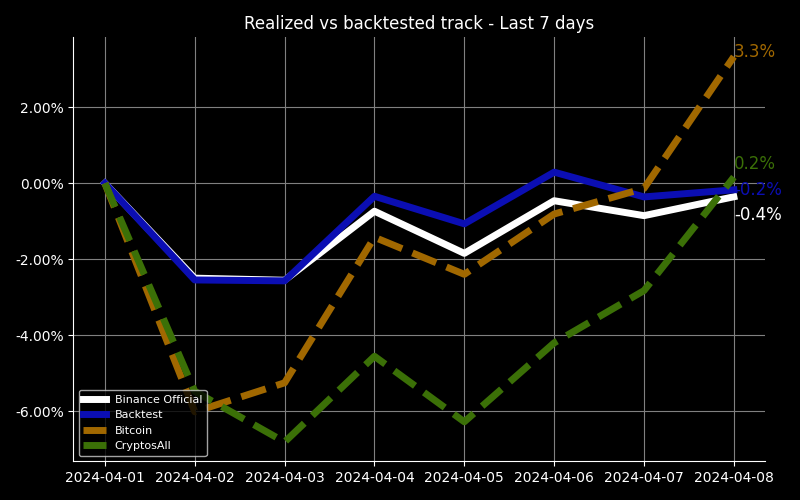 Realized vs backtested track - Last 7 days
3.3%
2.00%
0.2%
0.00%
-0.2%
-0.4%
-2.00%
-4.00%
-6.00%
Binance Official
Backtest
Bitcoin
CryptosAll
2024-04-01 2024-04-02 2024-04-03 2024-04-04 2024-04-05 2024-04-06 2024-04-07 2024-04-08